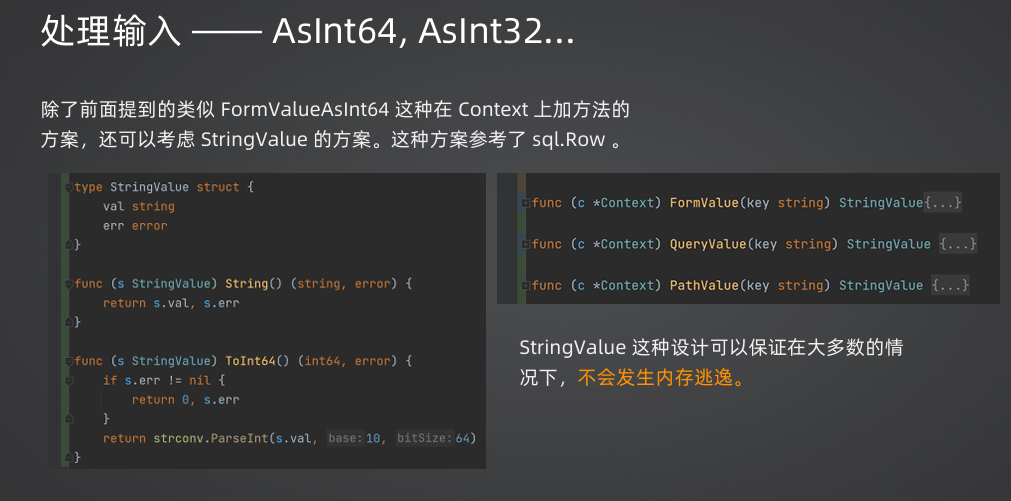 处理输入 —— AsInt64, AsInt32...
除了前面提到的类似 FormValueAsInt64 这种在 Context 上加方法的
方案，还可以考虑 StringValue 的方案。这种方案参考了 sql.Row 。
type StringValue struct {
val string
err error
}
func (s StringValue) String() (string, error) {
return s.val, s.err
}
func (s StringValue) ToInt64() (int64, error) {
if s.err != nil {
return 0, s.err
}
return strconv.ParseInt(s.val, base: 10, bitSize: 64)
}
func (c *Context) FormValue(key string) StringValue{...}
func (c *Context) QueryValue(key string) StringValue {...}
func (c *Context) PathValue(key string) StringValue {...}
StringValue 这种设计可以保证在大多数的情
况下，不会发生内存逃逸。